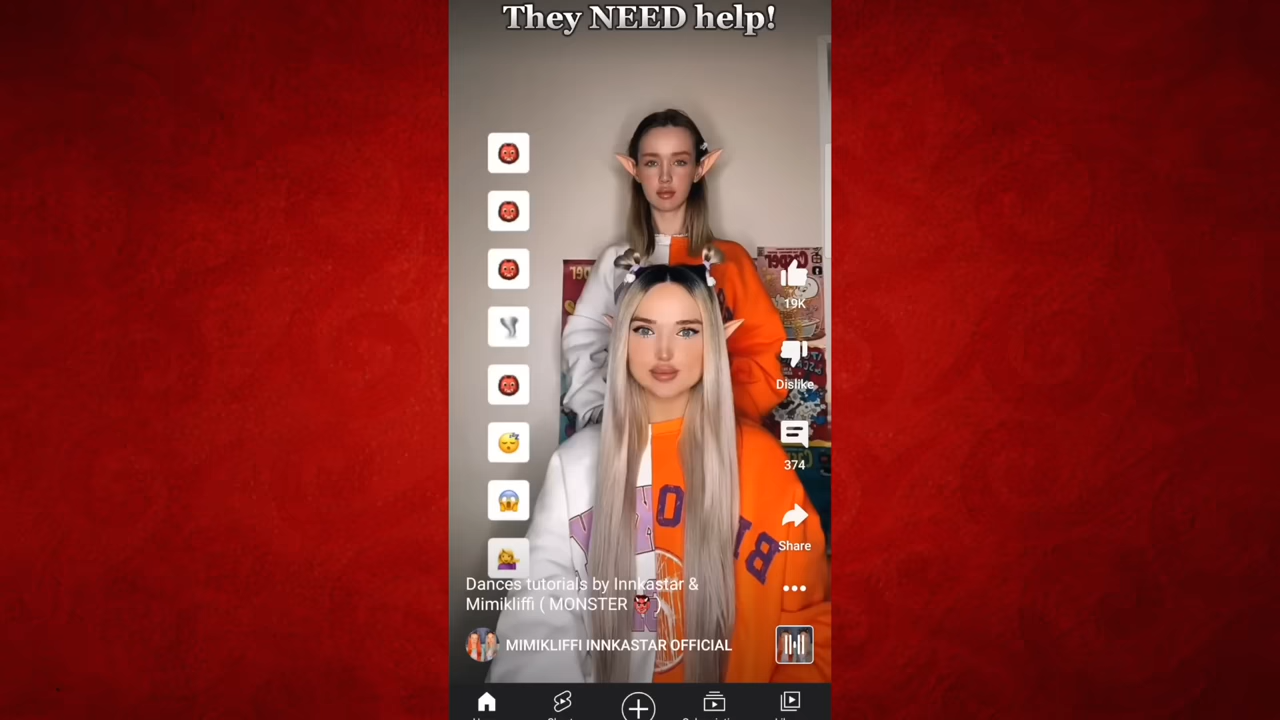 They NEED help!
19K
Dislike
374
Share
Dances tutorials by Innkastar &
Mimikliffi ( MONSTER 👹 )
MIMIKLIFFI INNKASTAR OFFICIAL